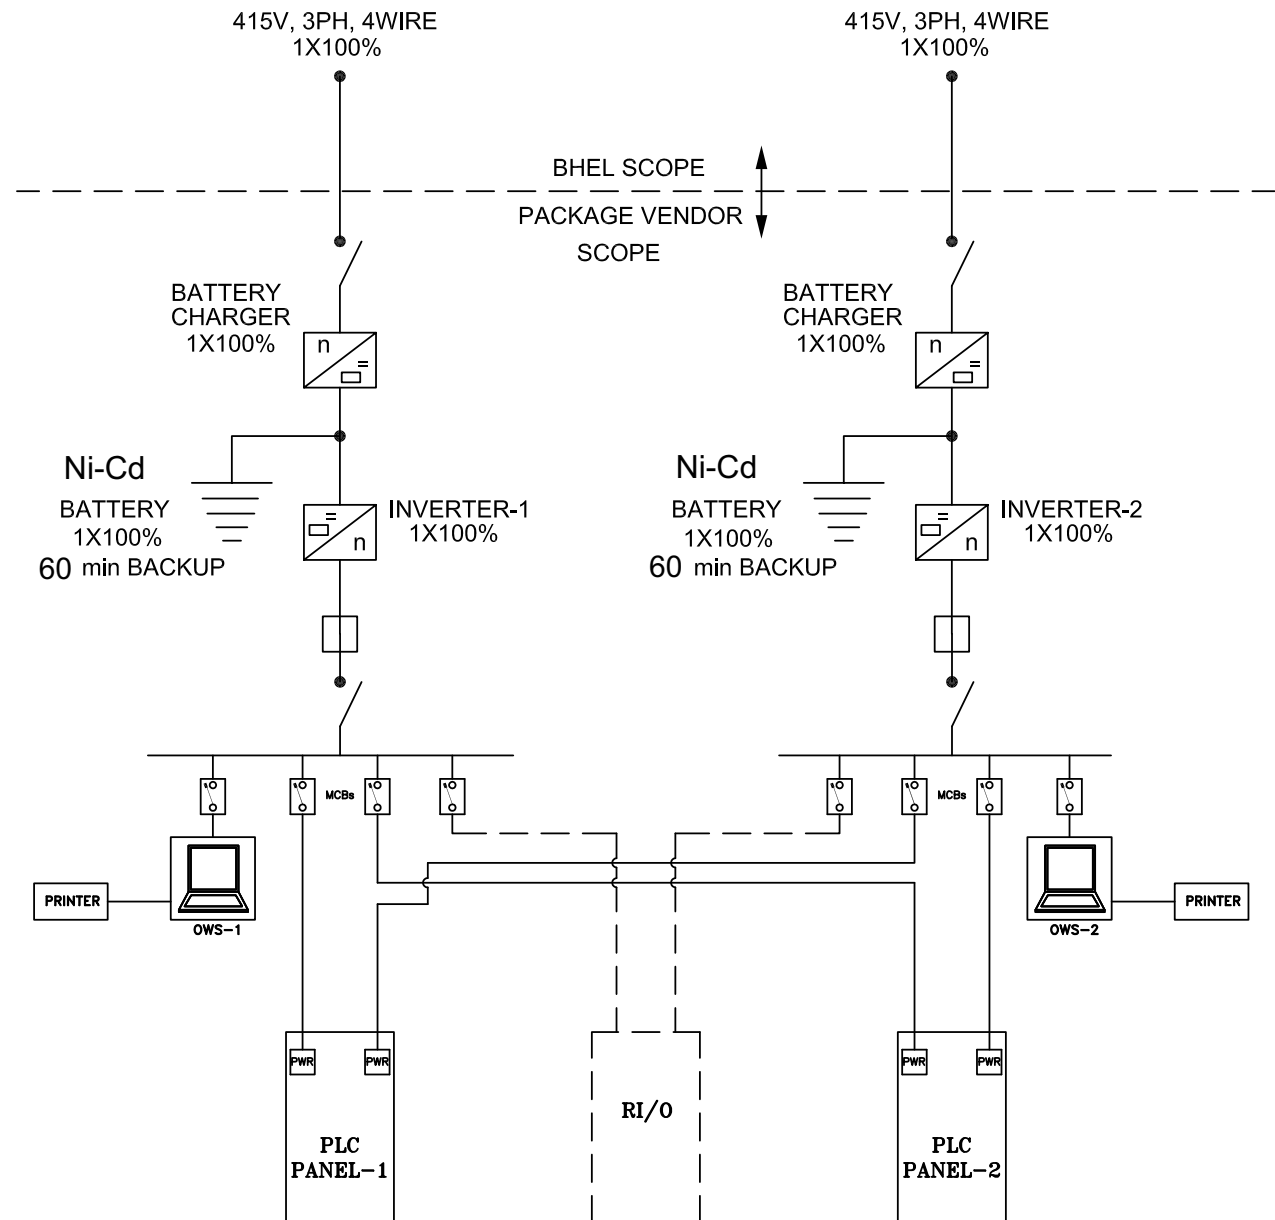 415V, 3PH, 4WIRE
1X100%
415V, 3PH, 4WIRE
1X100%
BHEL SCOPE
PACKAGE VENDOR
SCOPE
BATTERY
CHARGER
1X100%
n
=
BATTERY
CHARGER
1X100%
n
=
Ni-Cd
BATTERY
1X100%
60 min BACKUP
=
n
INVERTER-1
1X100%
Ni-Cd
BATTERY
1X100%
60 min BACKUP
=
n
INVERTER-2
1X100%
MCBs
MCBs
PRINTER
OWS-1
OWS-2
PRINTER
PWR
PWR
PWR
PWR
PLC
PANEL-1
RI/O
PLC
PANEL-2